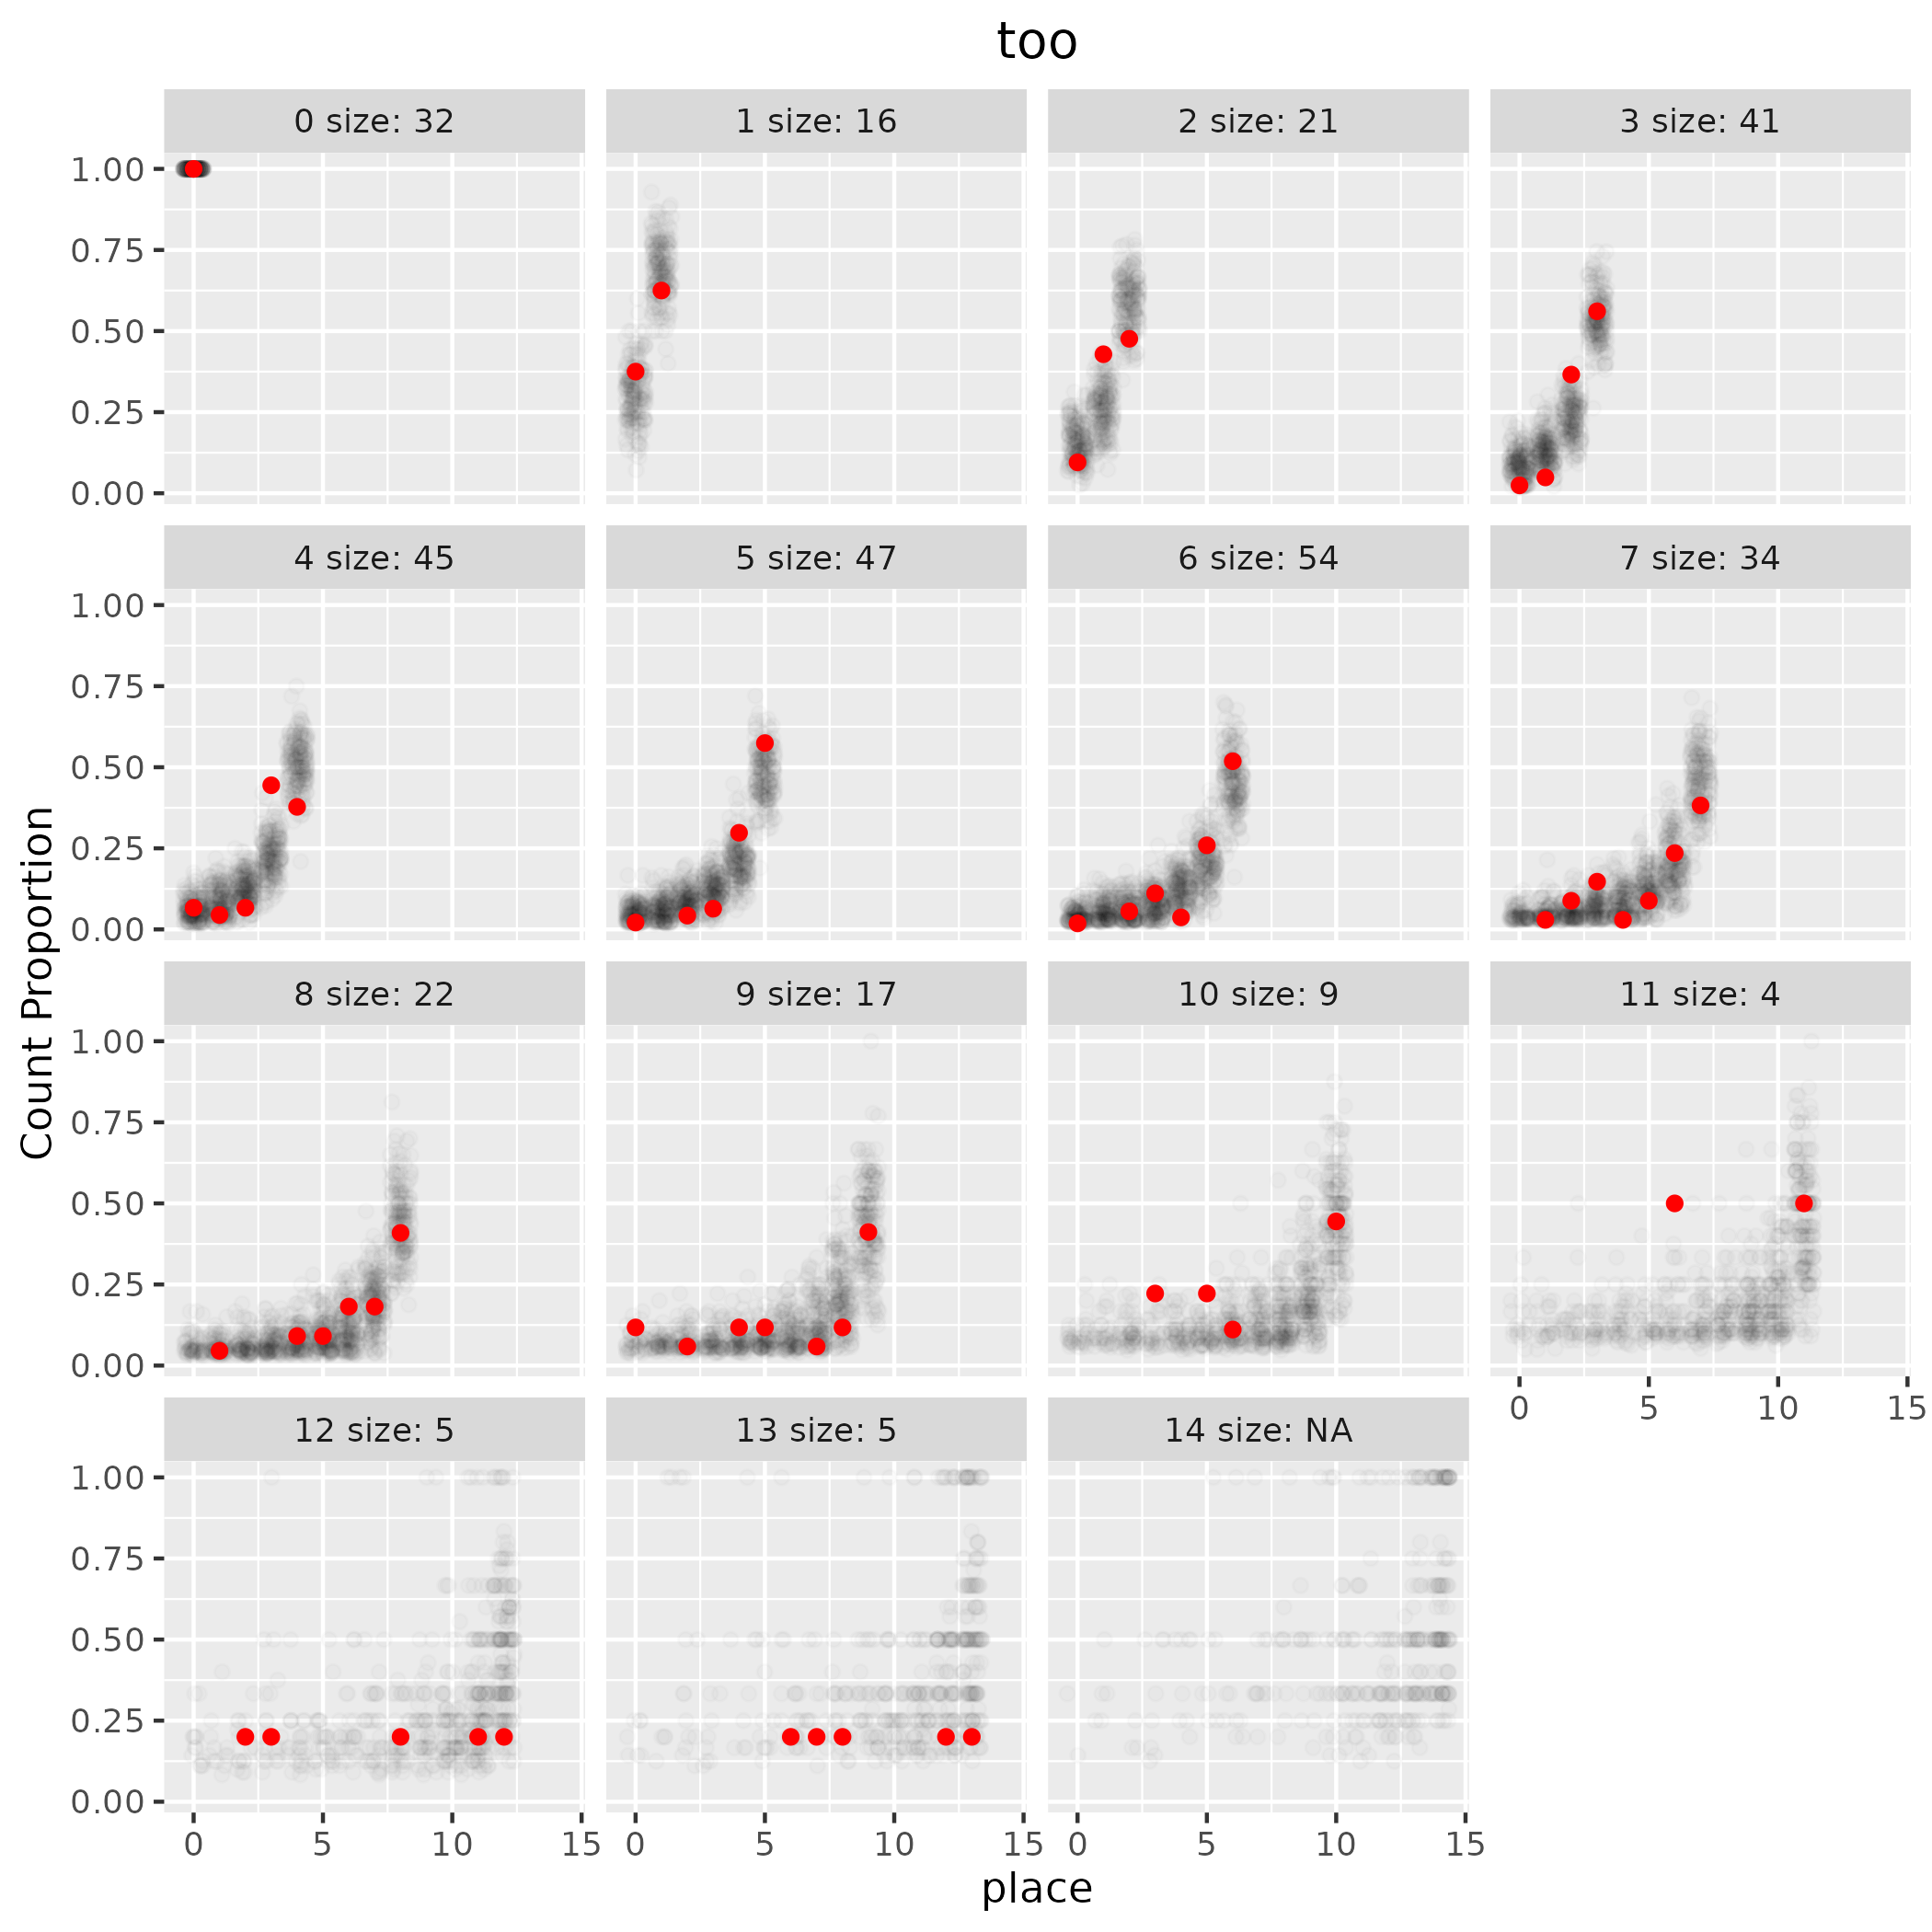 too
0 size: 32
1 size: 16
2 size: 21
3 size: 41
1.00
0.75
0.50
0.25
0.00
4 size: 45
5 size: 47
6 size: 54
7 size: 34
1.00
0.75
0.50
0.25
0.00
8 size: 22
9 size: 17
10 size: 9
11 size: 4
1.00
0.75
0.50
0.25
0.00
0 5 10 15
12 size: 5
13 size: 5
14 size: NA
1.00
0.75
0.50
0.25
0.00
0 5 10 15
0 5 10 15
0 5 10 15
Count Proportion
place